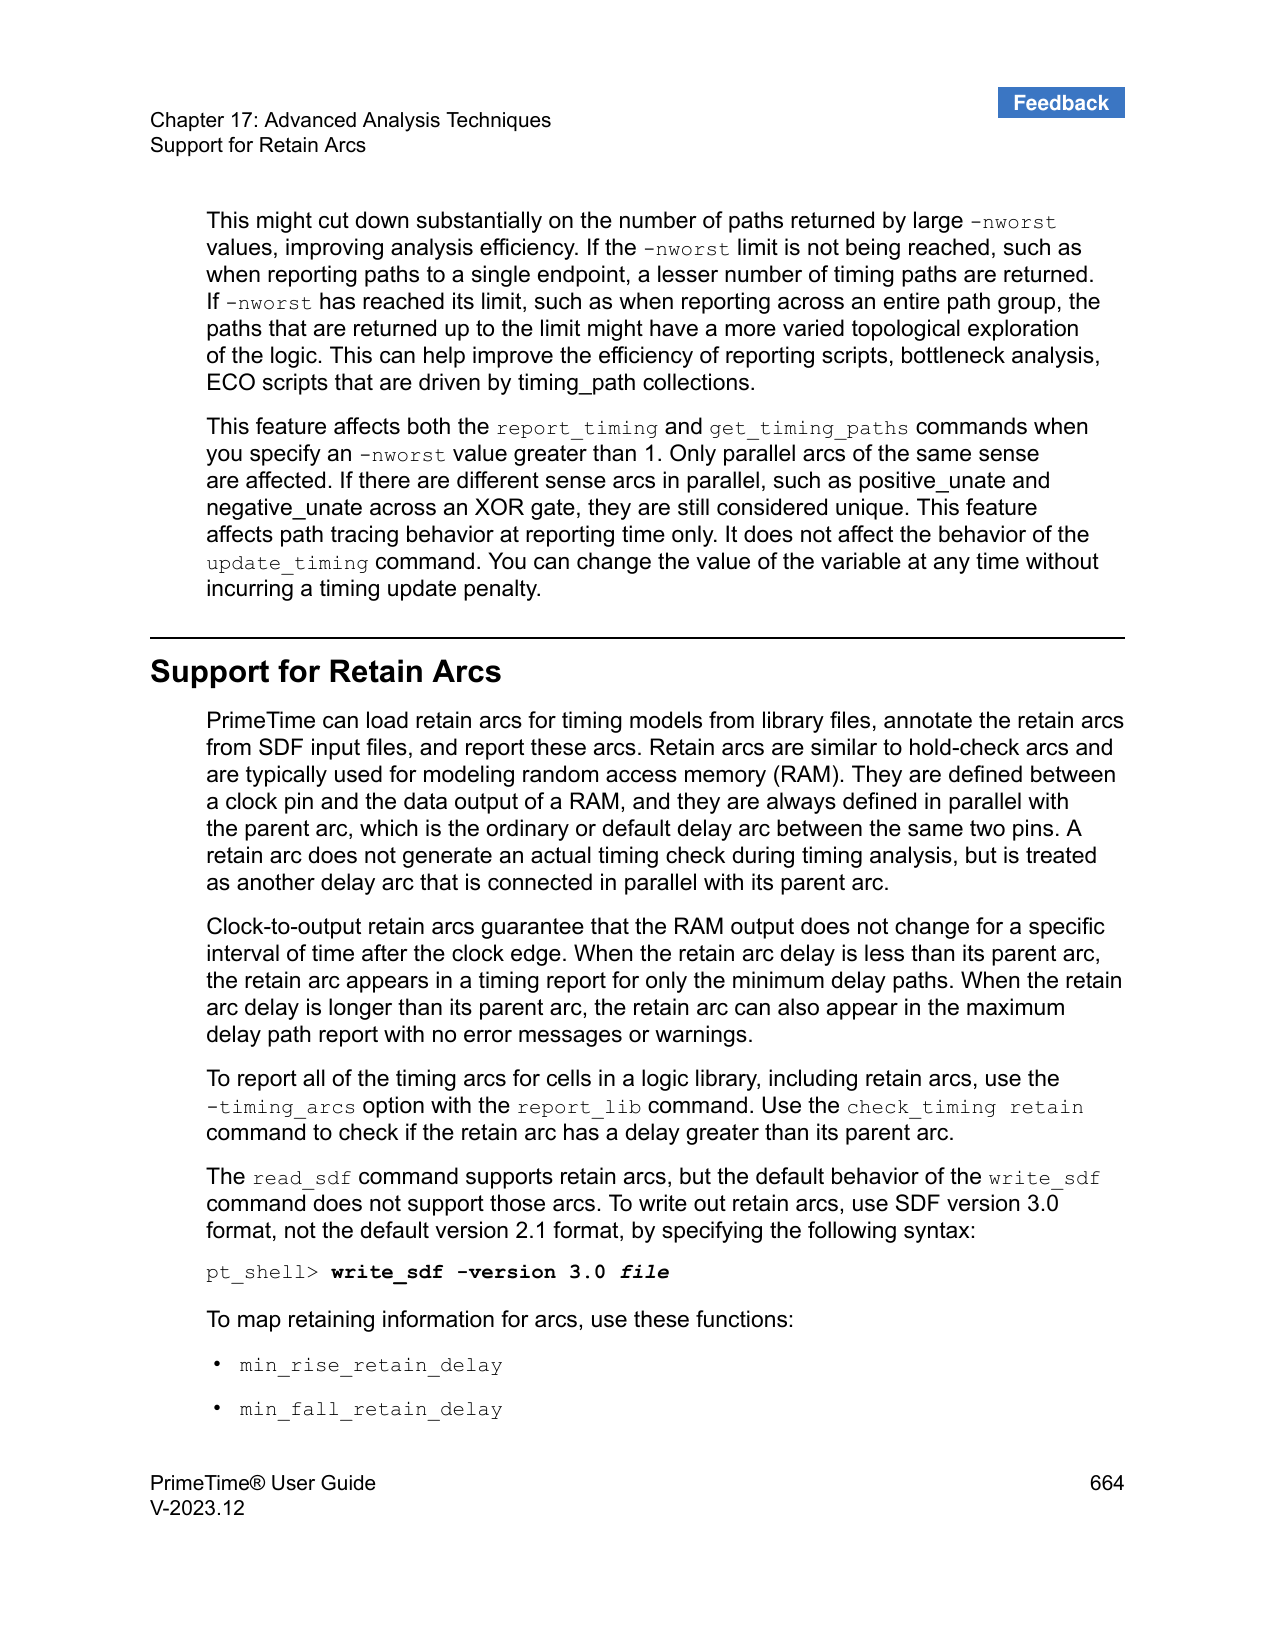 Feedback
Chapter 17: Advanced Analysis Techniques
Support for Retain Arcs
This might cut down substantially on the number of paths returned by large -nworst
values, improving analysis efficiency. If the -nworst limit is not being reached, such as
when reporting paths to a single endpoint, a lesser number of timing paths are returned.
If -nworst has reached its limit, such as when reporting across an entire path group, the
paths that are returned up to the limit might have a more varied topological exploration
of the logic. This can help improve the efficiency of reporting scripts, bottleneck analysis,
ECO scripts that are driven by timing_path collections.
This feature affects both the report_timing and get_timing_paths commands when
you specify an -nworst value greater than 1. Only parallel arcs of the same sense
are affected. If there are different sense arcs in parallel, such as positive_unate and
negative_unate across an XOR gate, they are still considered unique. This feature
affects path tracing behavior at reporting time only. It does not affect the behavior of the
update_timing command. You can change the value of the variable at any time without
incurring a timing update penalty.
Support for Retain Arcs
PrimeTime can load retain arcs for timing models from library files, annotate the retain arcs
from SDF input files, and report these arcs. Retain arcs are similar to hold-check arcs and
are typically used for modeling random access memory (RAM). They are defined between
a clock pin and the data output of a RAM, and they are always defined in parallel with
the parent arc, which is the ordinary or default delay arc between the same two pins. A
retain arc does not generate an actual timing check during timing analysis, but is treated
as another delay arc that is connected in parallel with its parent arc.
Clock-to-output retain arcs guarantee that the RAM output does not change for a specific
interval of time after the clock edge. When the retain arc delay is less than its parent arc,
the retain arc appears in a timing report for only the minimum delay paths. When the retain
arc delay is longer than its parent arc, the retain arc can also appear in the maximum
delay path report with no error messages or warnings.
To report all of the timing arcs for cells in a logic library, including retain arcs, use the
-timing_arcs option with the report_lib command. Use the check_timing retain
command to check if the retain arc has a delay greater than its parent arc.
The read_sdf command supports retain arcs, but the default behavior of the write_sdf
command does not support those arcs. To write out retain arcs, use SDF version 3.0
format, not the default version 2.1 format, by specifying the following syntax:
pt_shell> write_sdf -version 3.0 file
To map retaining information for arcs, use these functions:
• min_rise_retain_delay
• min_fall_retain_delay
PrimeTime® User Guide 664
V-2023.12